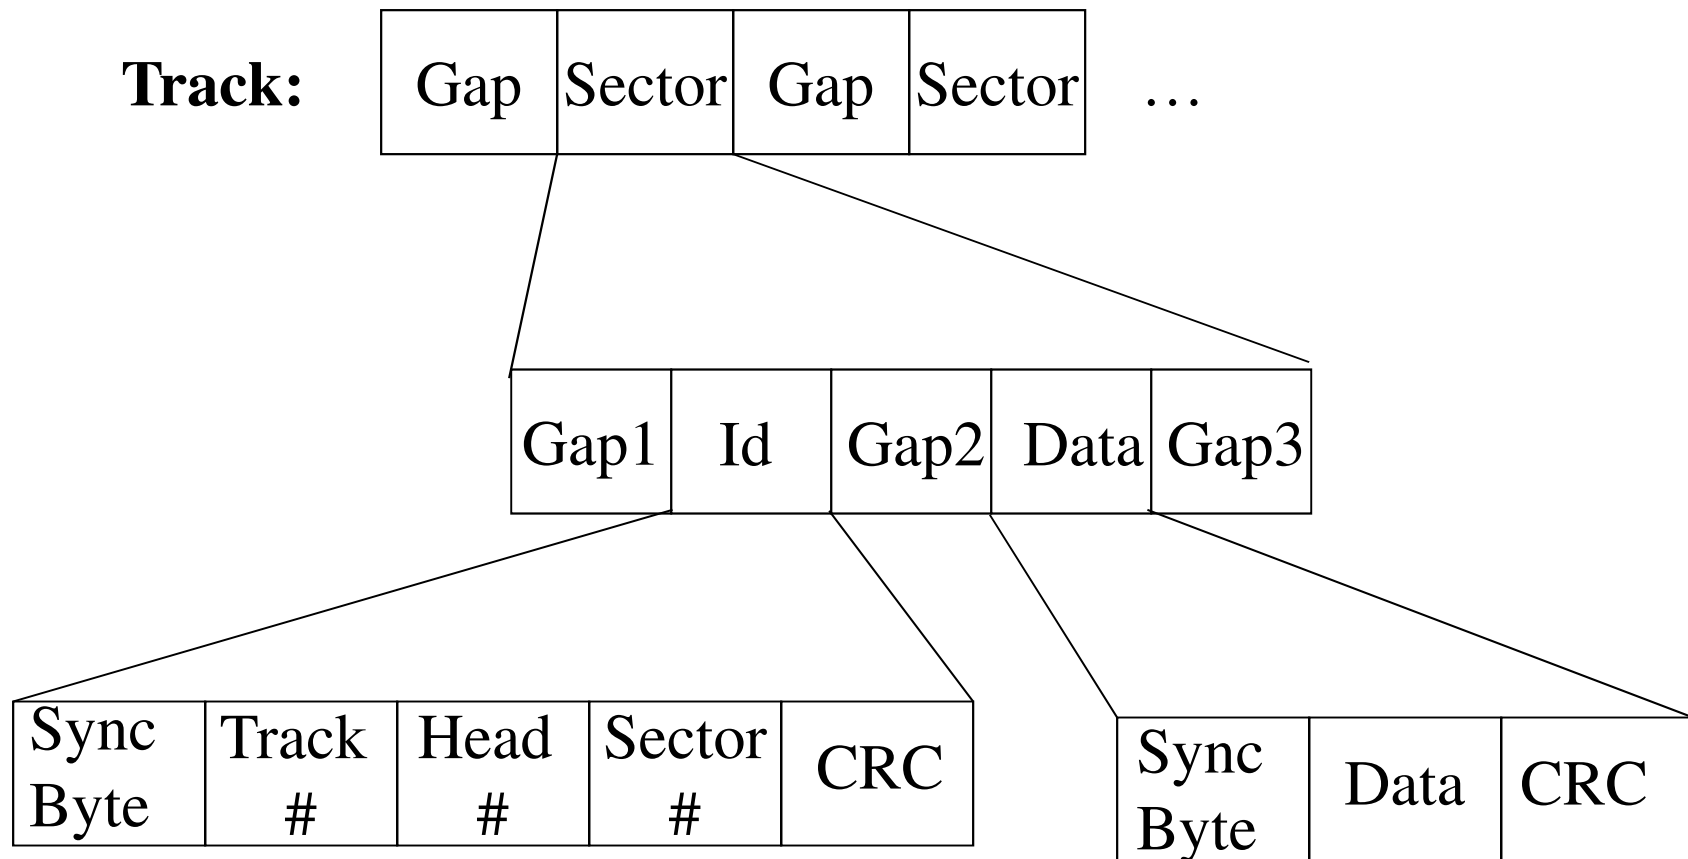 Track: Gap Sector Gap Sector …
Gap1 Id Gap2 Data Gap3
Sync Byte Track # Head # Sector # CRC
Sync Byte Data CRC